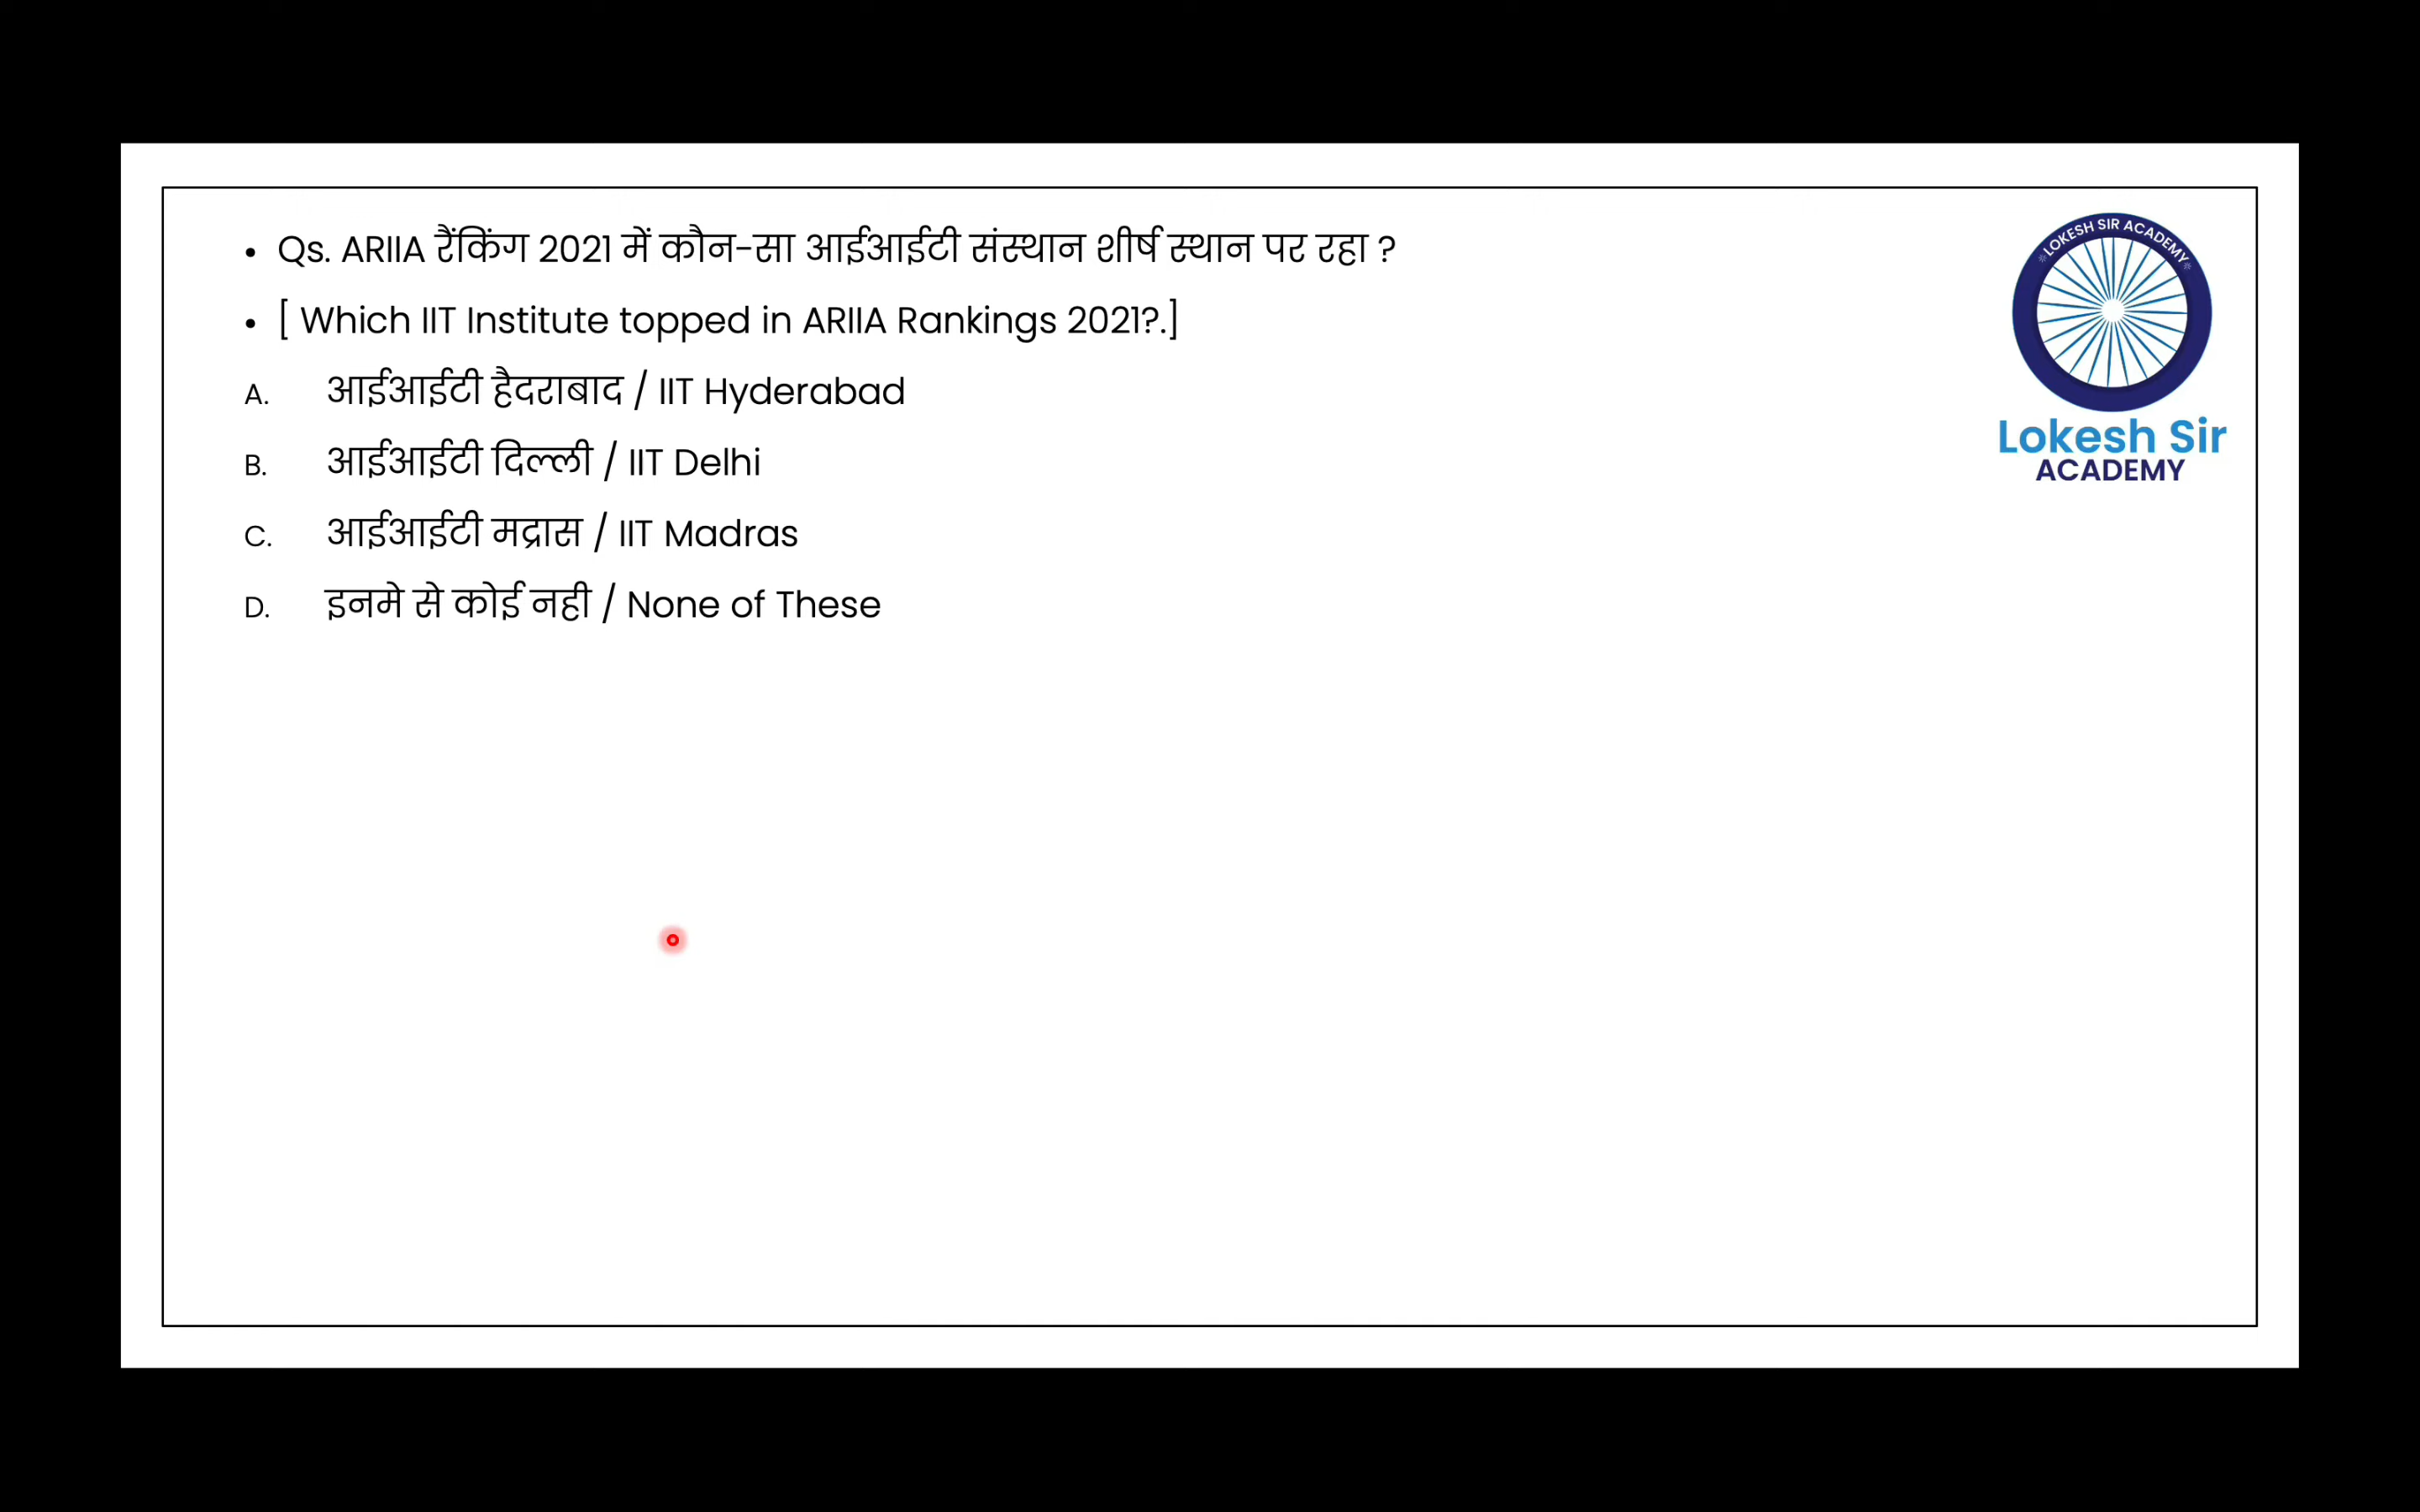 • Qs. ARIIA रैंकिंग 2021 में कौन-सा आईआईटी संस्थान शीर्ष स्थान पर रहा ?
• [ Which IIT Institute topped in ARIIA Rankings 2021?.]
A. आईआईटी हैदराबाद / IIT Hyderabad
B. आईआईटी दिल्ली / IIT Delhi
C. आईआईटी मद्रास / IIT Madras
D. इनमे से कोई नही / None of These
LOKESH SIR ACADEMY
Lokesh Sir
ACADEMY